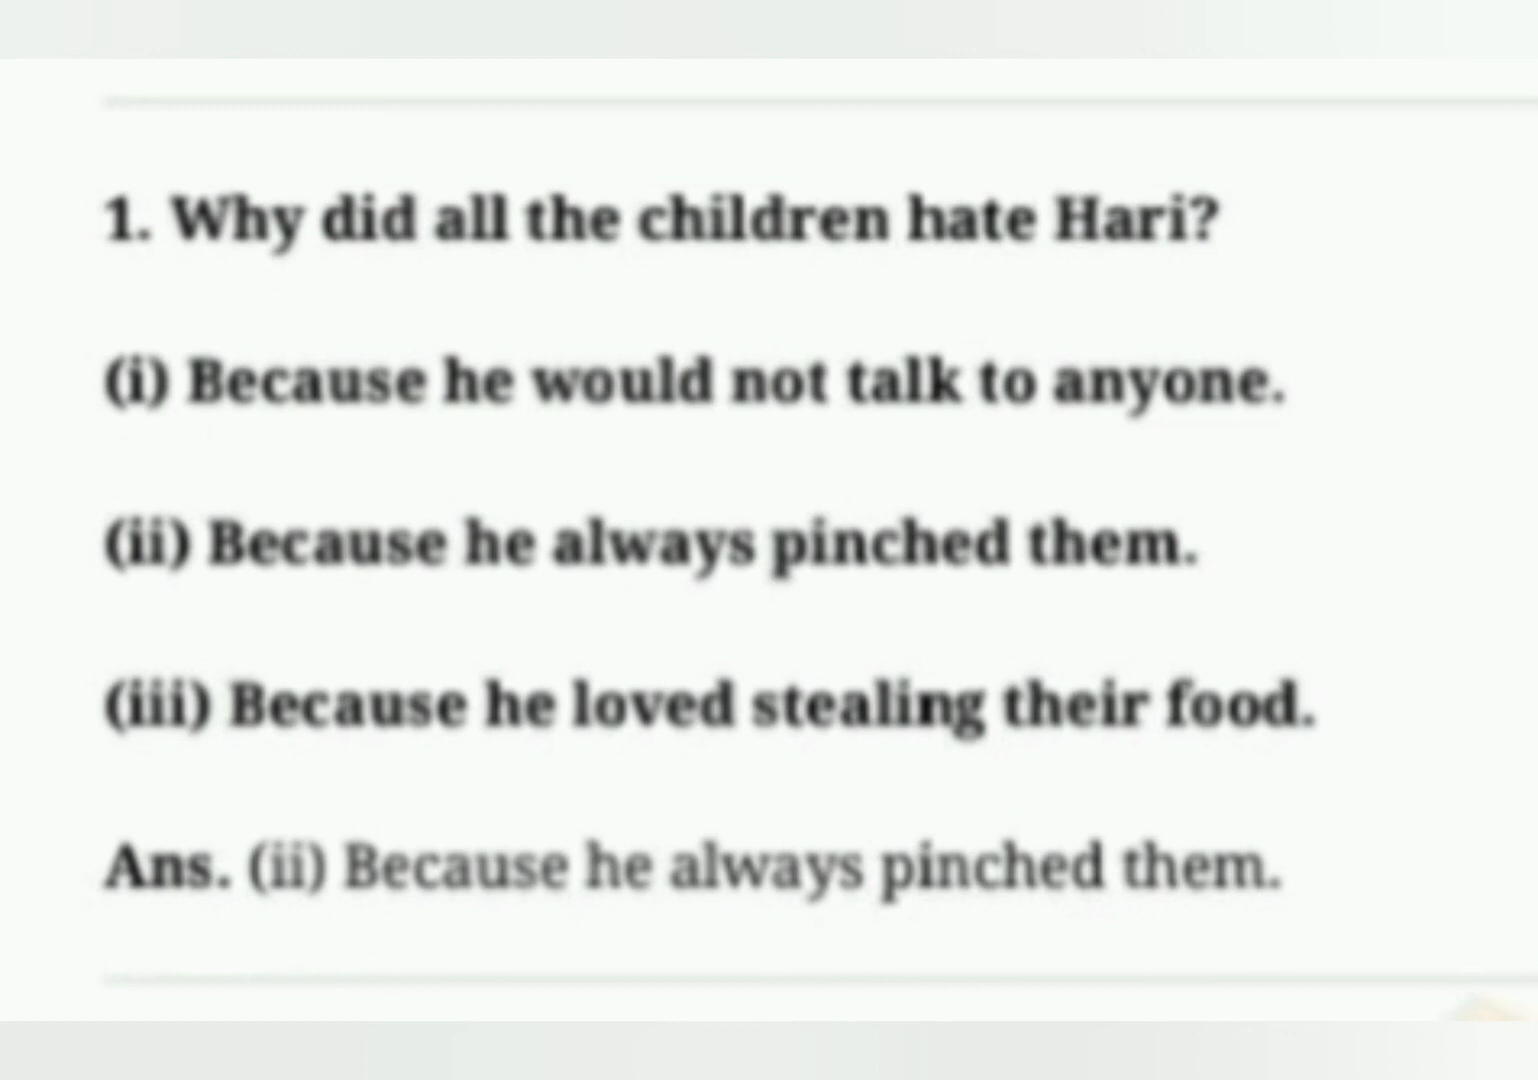 1. Why did all the children hate Hari?
(i) Because he would not talk to anyone.
(ii) Because he always pinched them.
(iii) Because he loved stealing their food.
Ans. (ii) Because he always pinched them.